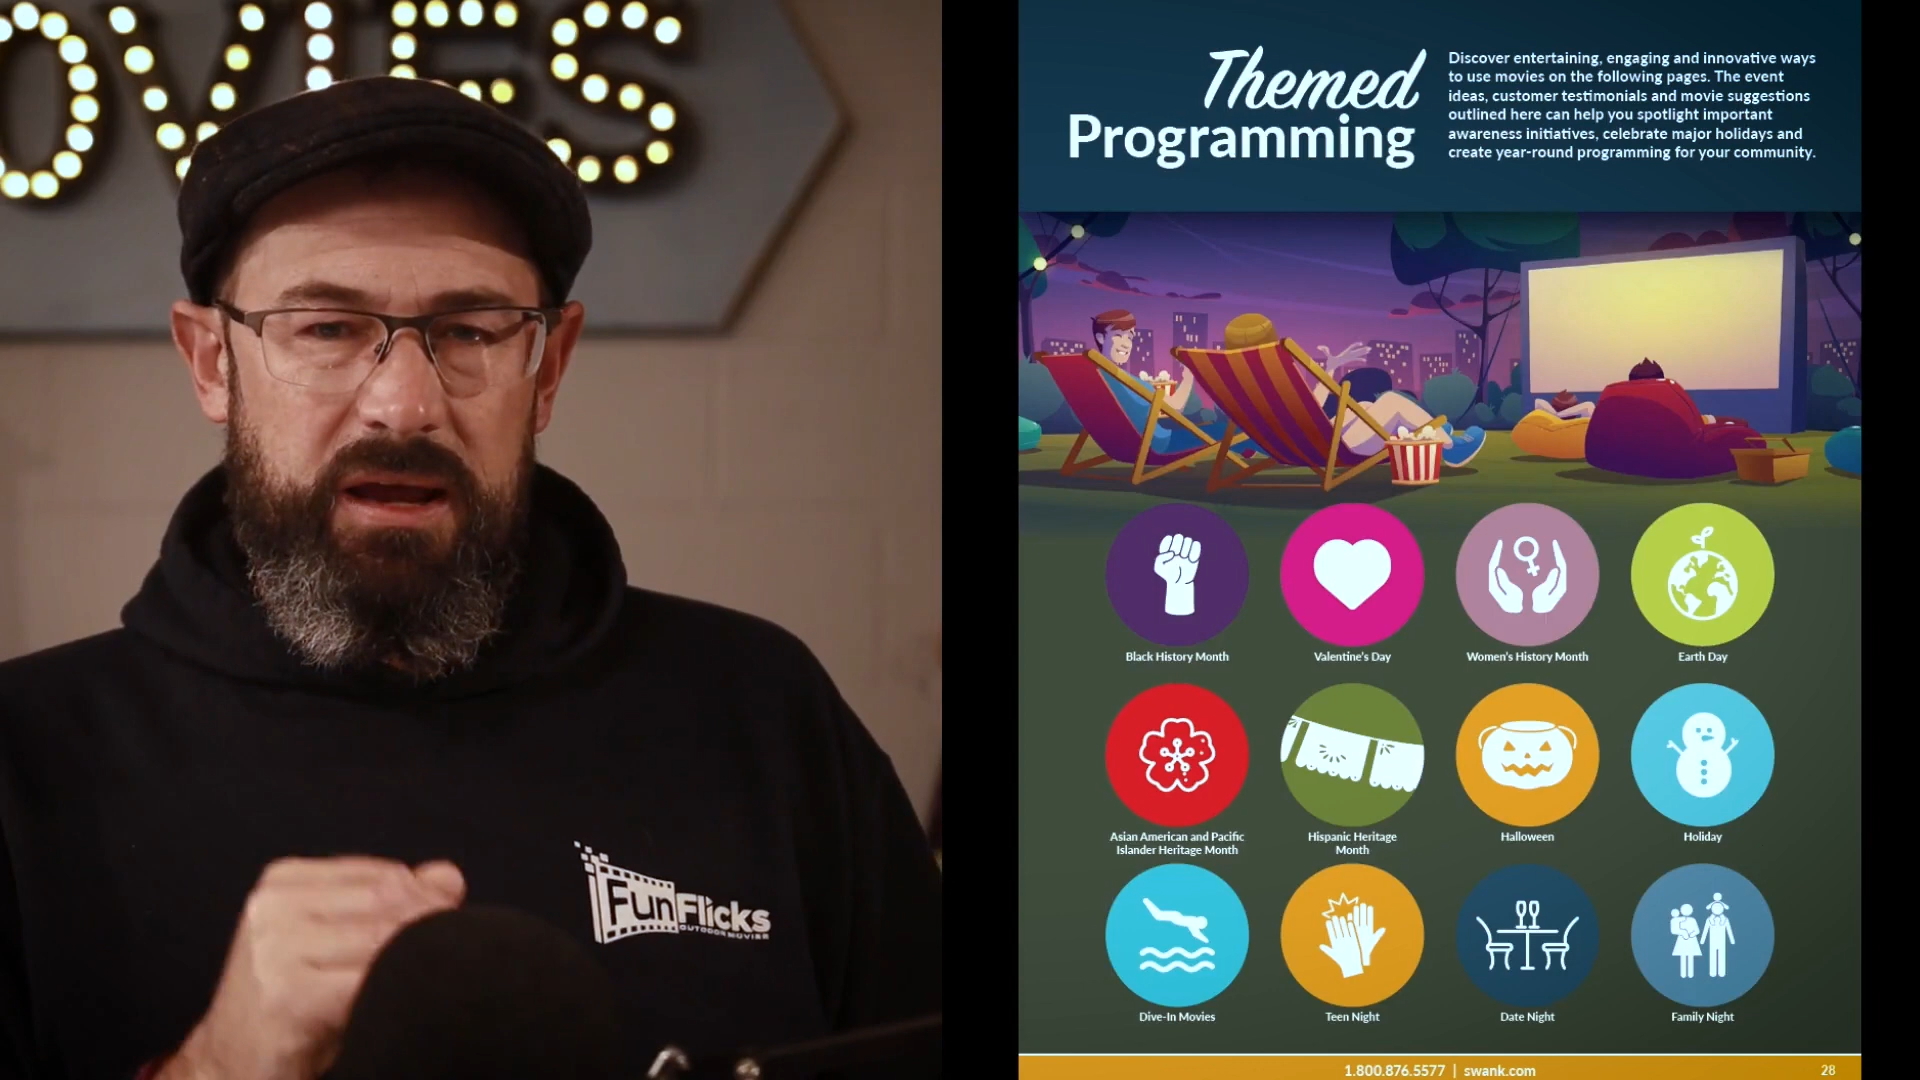 OVIES
FunFlicks
OUTDOOR MOVIES
Themed
Programming
Discover entertaining, engaging and innovative ways
to use movies on the following pages. The event
ideas, customer testimonials and movie suggestions
outlined here can help you spotlight important
awareness initiatives, celebrate major holidays and
create year-round programming for your community.
Black History Month
Valentine's Day
Women's History Month
Earth Day
Asian American and Pacific
Islander Heritage Month
Hispanic Heritage
Month
Halloween
Holiday
Dive-In Movies
Teen Night
Date Night
Family Night
1.800.876.5577 | swank.com
28